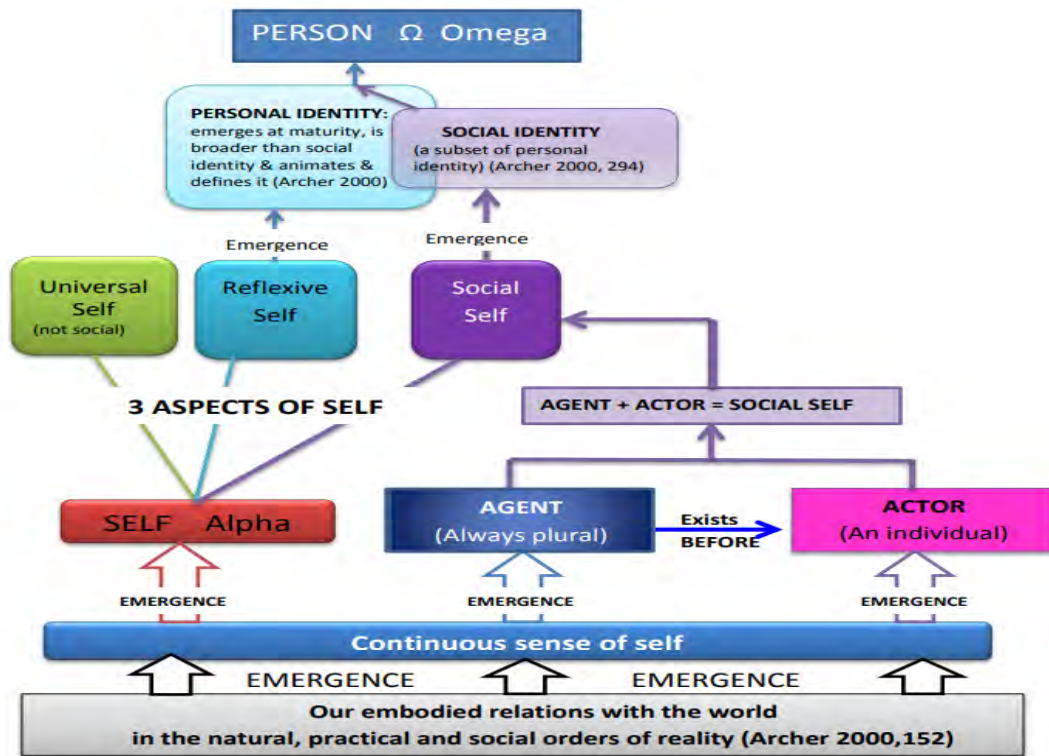 PERSON Ω Omega
PERSONAL IDENTITY:
emerges at maturity, is
broader than social
identity & animates &
defines it (Archer 2000)
SOCIAL IDENTITY
(a subset of personal
identity) (Archer 2000, 294)
Emergence
Emergence
Universal
Self
(not social)
Reflexive
Self
Social
Self
3 ASPECTS OF SELF
AGENT + ACTOR = SOCIAL SELF
SELF Alpha
AGENT
(Always plural)
Exists
BEFORE
ACTOR
(An individual)
EMERGENCE
EMERGENCE
EMERGENCE
Continuous sense of self
EMERGENCE
EMERGENCE
Our embodied relations with the world
in the natural, practical and social orders of reality (Archer 2000,152)